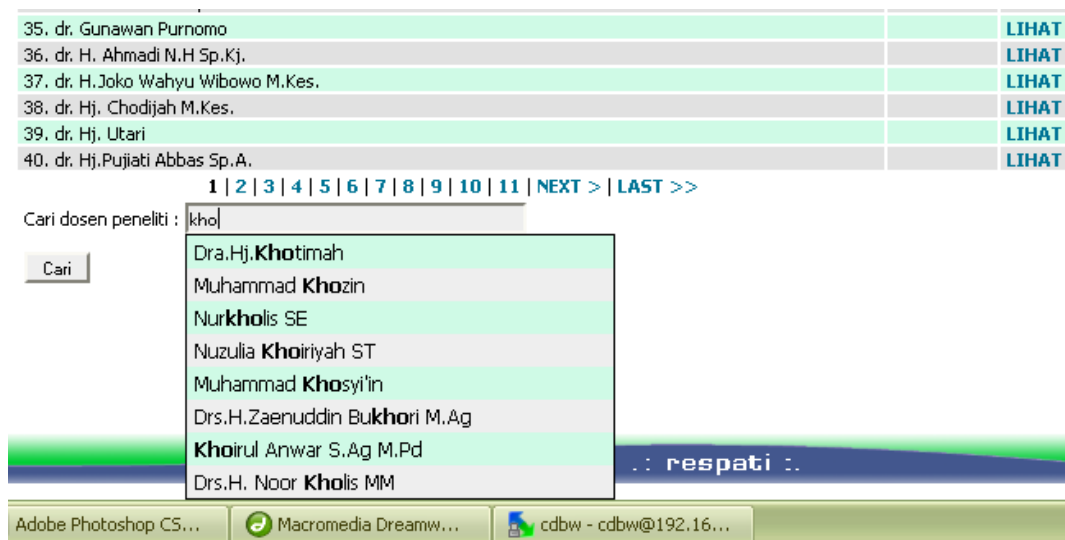 35. dr. Gunawan Purnomo LIHAT
36. dr. H. Ahmadi N.H Sp.Kj. LIHAT
37. dr. H.Joko Wahyu Wibowo M.Kes. LIHAT
38. dr. Hj. Chodijah M.Kes. LIHAT
39. dr. Hj. Utari LIHAT
40. dr. Hj.Pujiati Abbas Sp.A. LIHAT
1 | 2 | 3 | 4 | 5 | 6 | 7 | 8 | 9 | 10 | 11 | NEXT > | LAST >>
Cari dosen peneliti : kho
Cari
Dra.Hj.Khotimah
Muhammad Khozin
Nurkholis SE
Nuzulia Khoiriyah ST
Muhammad Khosyi'in
Drs.H.Zaenuddin Bukhori M.Ag
Khoirul Anwar S.Ag M.Pd
Drs.H. Noor Kholis MM
.: respati :.
Adobe Photoshop CS... Macromedia Dreamw... cdbw - cdbw@192.16...